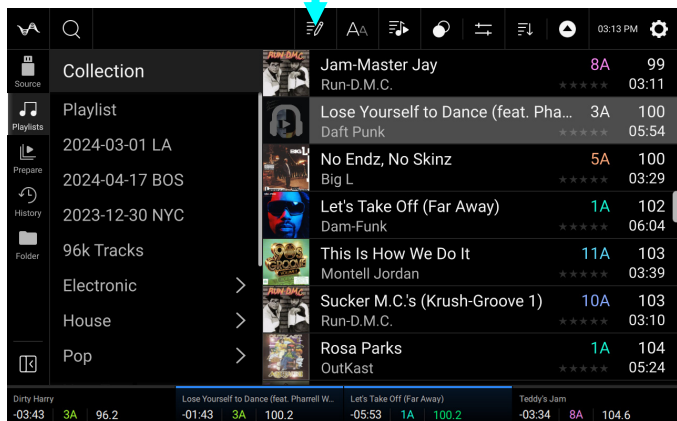 AA
03:13 PM
Source
Playlists
Prepare
History
Folder
Collection
Playlist
2024-03-01 LA
2024-04-17 BOS
2023-12-30 NYC
96k Tracks
Electronic
House
Pop
Jam-Master Jay 8A 99
Run-D.M.C. 03:11
Lose Yourself to Dance (feat. Pha... 3A 100
Daft Punk 05:54
No Endz, No Skinz 5A 100
Big L 03:29
Let's Take Off (Far Away) 1A 102
Dam-Funk 06:04
This Is How We Do It 11A 103
Montell Jordan 03:39
Sucker M.C.'s (Krush-Groove 1) 10A 103
Run-D.M.C. 03:10
Rosa Parks 1A 104
OutKast 05:24
RUN-D.M.C.
BIG L
90s
GROOVE
RUN-D.M.C.
Dirty Harry
-03:43 3A 96.2
Lose Yourself to Dance (feat. Pharrell W...
-01:43 3A 100.2
Let's Take Off (Far Away)
-05:53 1A 100.2
Teddy's Jam
-03:34 8A 104.6